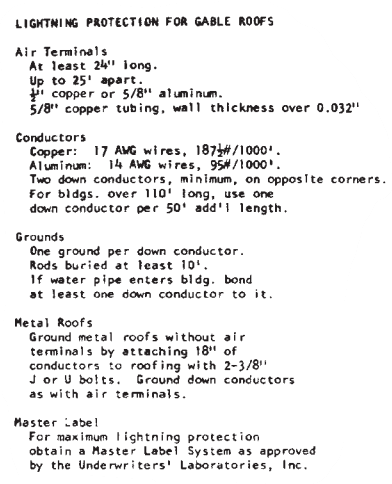 LIGHTNING PROTECTION FOR GABLE ROOFS
Air Terminals
At least 24" long.
Up to 25' apart.
½" copper or 5/8" aluminum.
5/8" copper tubing, wall thickness over 0.032"
Conductors
Copper: 17 AWG wires, 187½#/1000'.
Aluminum: 14 AWG wires, 95#/1000'.
Two down conductors, minimum, on opposite corners.
For bldgs. over 110' long, use one
down conductor per 50' add'l length.
Grounds
One ground per down conductor.
Rods buried at least 10'.
If water pipe enters bldg. bond
at least one down conductor to it.
Metal Roofs
Ground metal roofs without air
terminals by attaching 18" of
conductors to roofing with 2-3/8"
J or U bolts. Ground down conductors
as with air terminals.
Master Label
For maximum lightning protection
obtain a Master Label System as approved
by the Underwriters' Laboratories, Inc.